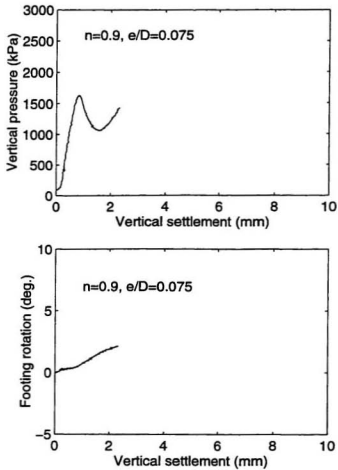 3000
2500
2000
1500
1000
500
0
n=0.9, e/D=0.075
Vertical pressure (kPa)
0 2 4 6 8 10
Vertical settlement (mm)
10
5
0
−5
n=0.9, e/D=0.075
Footing rotation (deg.)
0 2 4 6 8 10
Vertical settlement (mm)